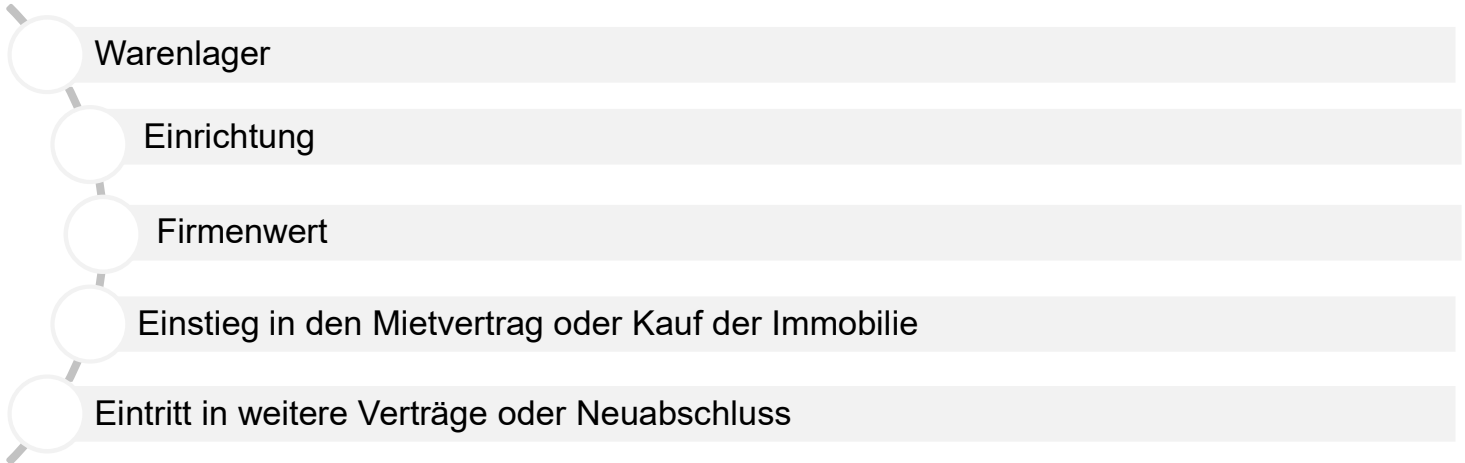 Warenlager
Einrichtung
Firmenwert
Einstieg in den Mietvertrag oder Kauf der Immobilie
Eintritt in weitere Verträge oder Neuabschluss